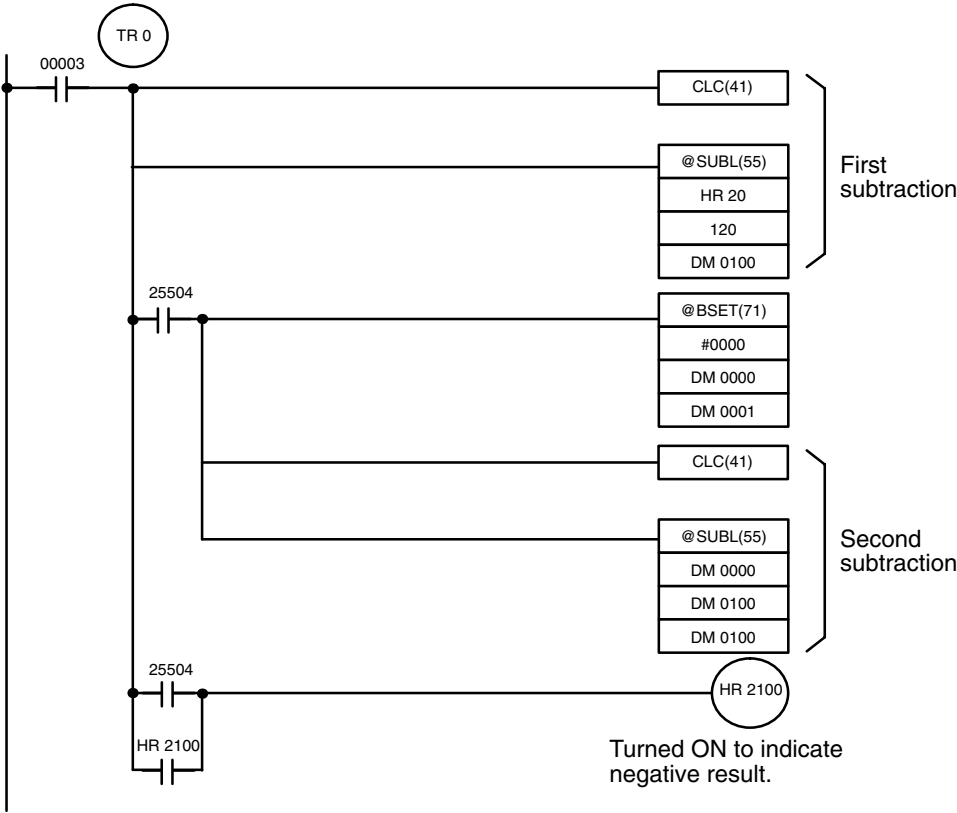 TR 0
00003
CLC(41)
@SUBL(55)
HR 20
120
DM 0100
First
subtraction
25504
@BSET(71)
#0000
DM 0000
DM 0001
CLC(41)
@SUBL(55)
DM 0000
DM 0100
DM 0100
Second
subtraction
25504
HR 2100
HR 2100
Turned ON to indicate
negative result.